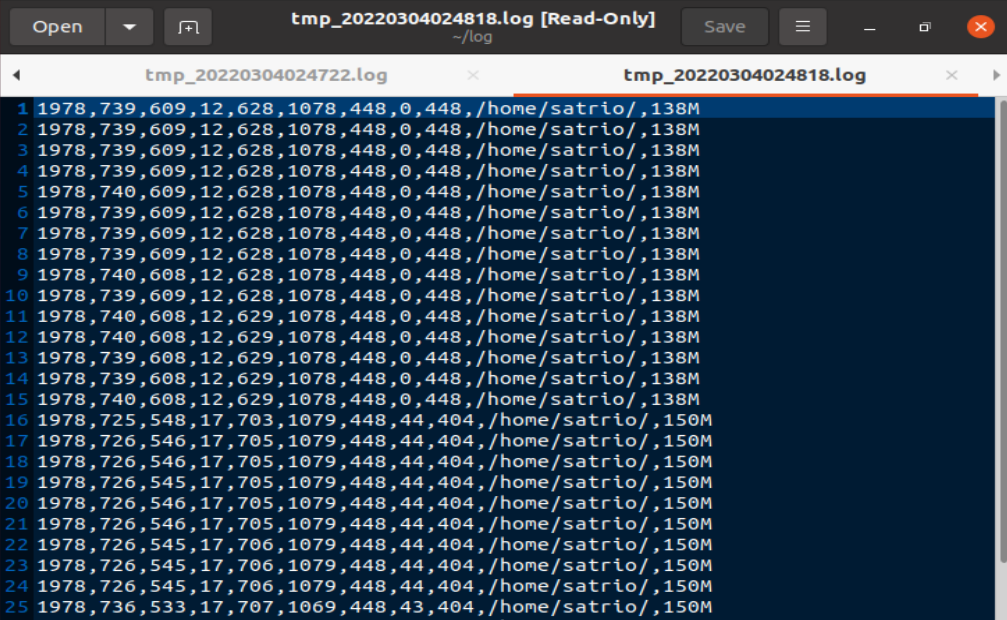 Open
tmp_20220304024818.log [Read-Only]
~/log
Save
tmp_20220304024722.log
tmp_20220304024818.log
1 1978,739,609,12,628,1078,448,0,448,/home/satrio/,138M
2 1978,739,609,12,628,1078,448,0,448,/home/satrio/,138M
3 1978,739,609,12,628,1078,448,0,448,/home/satrio/,138M
4 1978,739,609,12,628,1078,448,0,448,/home/satrio/,138M
5 1978,740,609,12,628,1078,448,0,448,/home/satrio/,138M
6 1978,739,609,12,628,1078,448,0,448,/home/satrio/,138M
7 1978,739,609,12,628,1078,448,0,448,/home/satrio/,138M
8 1978,739,609,12,628,1078,448,0,448,/home/satrio/,138M
9 1978,740,608,12,628,1078,448,0,448,/home/satrio/,138M
10 1978,739,609,12,628,1078,448,0,448,/home/satrio/,138M
11 1978,740,608,12,629,1078,448,0,448,/home/satrio/,138M
12 1978,740,608,12,629,1078,448,0,448,/home/satrio/,138M
13 1978,739,608,12,629,1078,448,0,448,/home/satrio/,138M
14 1978,739,608,12,629,1078,448,0,448,/home/satrio/,138M
15 1978,740,608,12,629,1078,448,0,448,/home/satrio/,138M
16 1978,725,548,17,703,1079,448,44,404,/home/satrio/,150M
17 1978,726,546,17,705,1079,448,44,404,/home/satrio/,150M
18 1978,726,546,17,705,1079,448,44,404,/home/satrio/,150M
19 1978,726,545,17,705,1079,448,44,404,/home/satrio/,150M
20 1978,726,546,17,705,1079,448,44,404,/home/satrio/,150M
21 1978,726,546,17,705,1079,448,44,404,/home/satrio/,150M
22 1978,726,545,17,706,1079,448,44,404,/home/satrio/,150M
23 1978,726,545,17,706,1079,448,44,404,/home/satrio/,150M
24 1978,726,545,17,706,1079,448,44,404,/home/satrio/,150M
25 1978,736,533,17,707,1069,448,43,404,/home/satrio/,150M